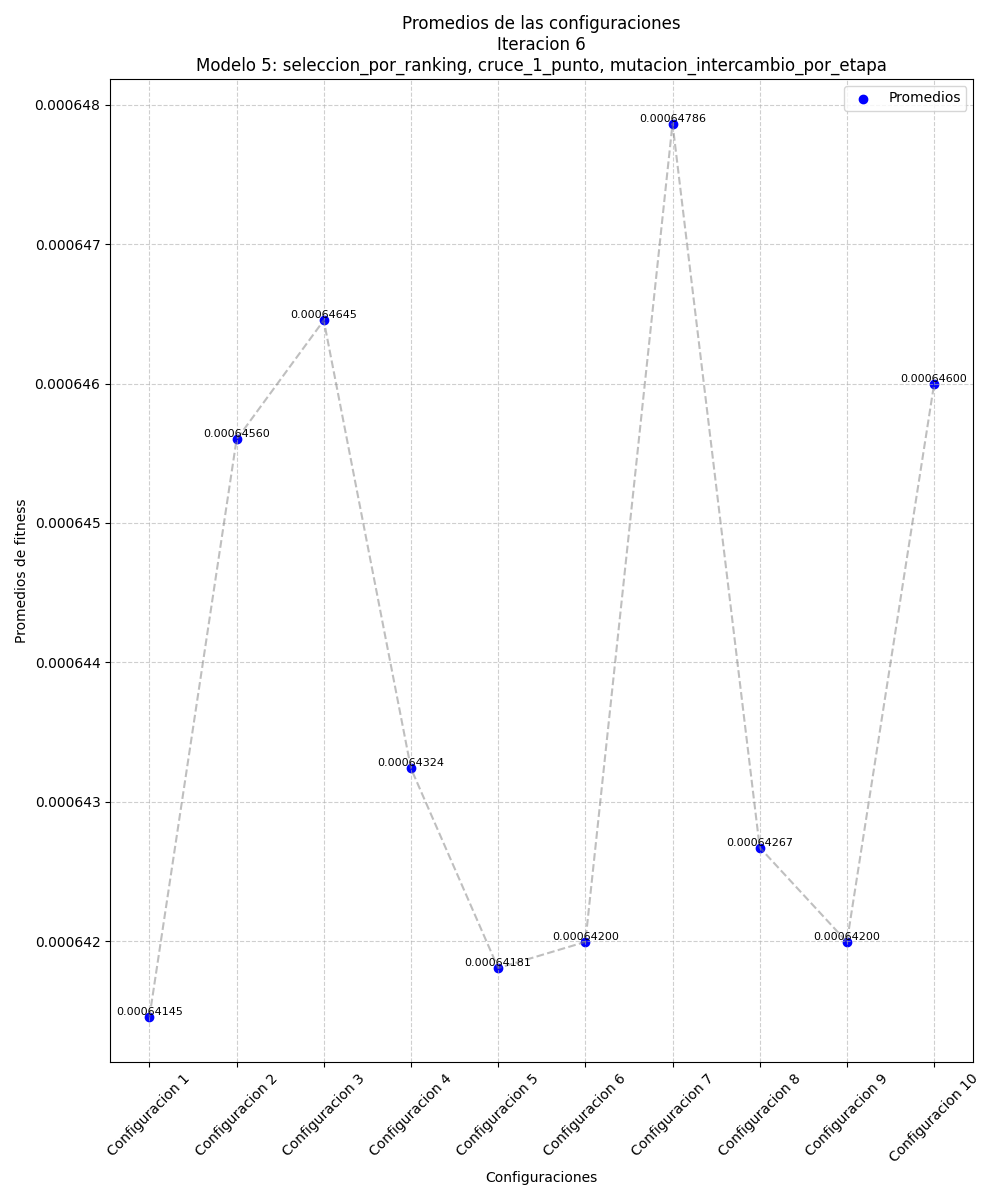 Promedios de las configuraciones
Iteracion 6
Modelo 5: seleccion_por_ranking, cruce_1_punto, mutacion_intercambio_por_etapa
Promedios
0.000648
0.000647
0.000646
0.000645
0.000644
0.000643
0.000642
Promedios de fitness
0.00064145
0.00064560
0.00064645
0.00064324
0.00064181
0.00064200
0.00064786
0.00064267
0.00064200
0.00064600
Configuracion 1
Configuracion 2
Configuracion 3
Configuracion 4
Configuracion 5
Configuracion 6
Configuracion 7
Configuracion 8
Configuracion 9
Configuracion 10
Configuraciones